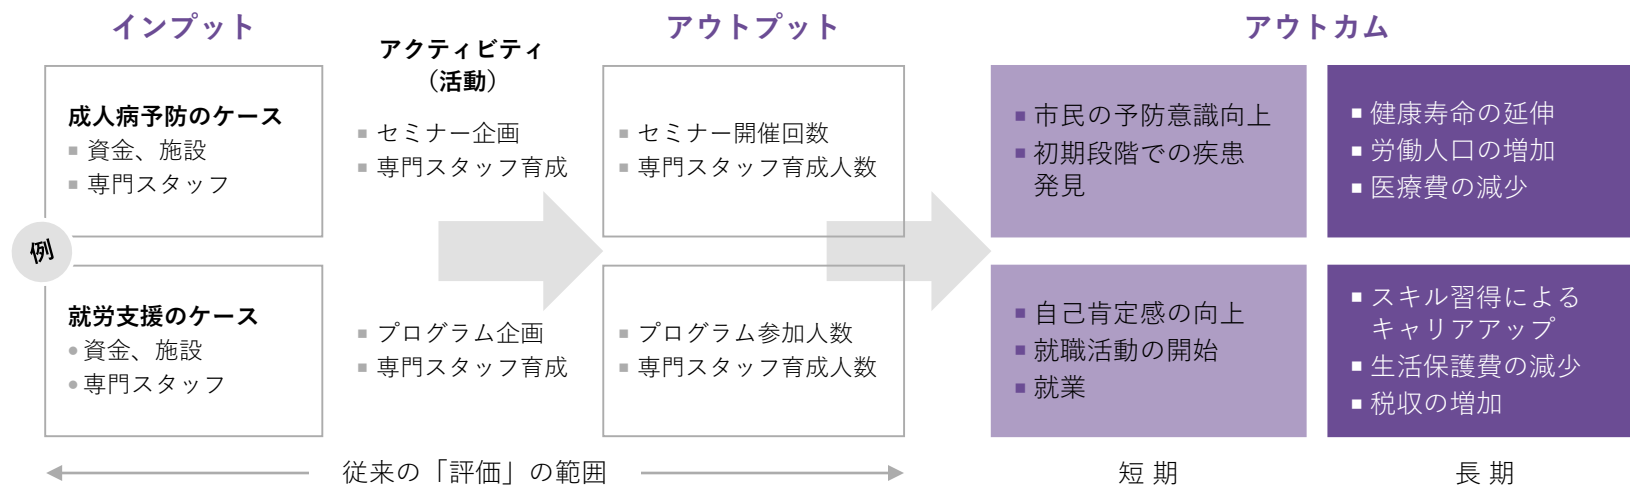 インプット
アクティビティ
（活動）
アウトプット
アウトカム
例
成人病予防のケース
資金、施設
専門スタッフ
セミナー企画
専門スタッフ育成
セミナー開催回数
専門スタッフ育成人数
市民の予防意識向上
初期段階での疾患
発見
健康寿命の延伸
労働人口の増加
医療費の減少
就労支援のケース
資金、施設
専門スタッフ
プログラム企画
専門スタッフ育成
プログラム参加人数
専門スタッフ育成人数
自己肯定感の向上
就職活動の開始
就業
スキル習得による
キャリアアップ
生活保護費の減少
税収の増加
従来の「評価」の範囲
短 期
長 期